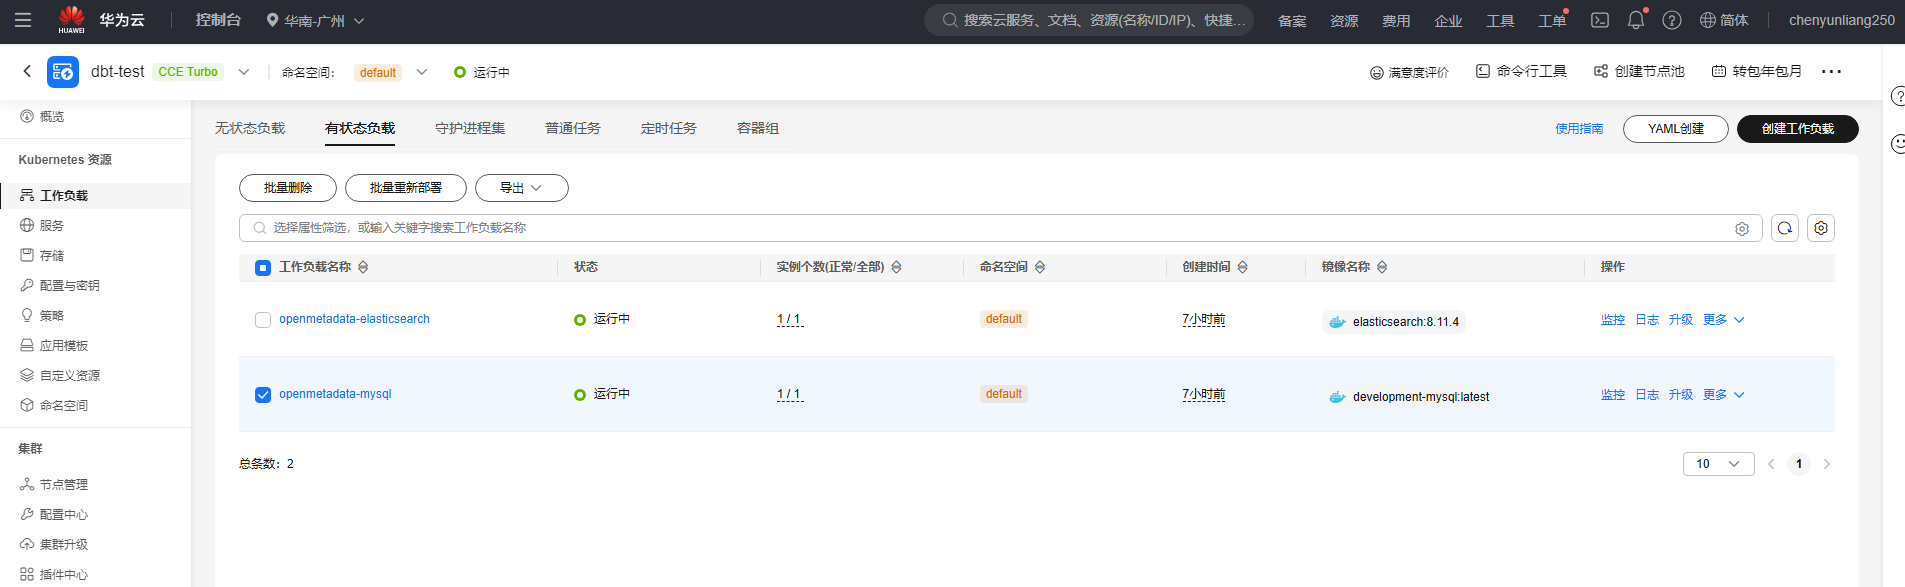 HUAWEI
华为云
控制台
华南-广州
搜索云服务、文档、资源(名称/ID/IP)、快捷...
备案
资源
费用
企业
工具
工单
简体
chenyunliang250
dbt-test
CCE Turbo
命名空间：
default
运行中
满意度评价
命令行工具
创建节点池
转包年包月
概览
Kubernetes 资源
工作负载
服务
存储
配置与密钥
策略
应用模板
自定义资源
命名空间
集群
节点管理
配置中心
集群升级
插件中心
无状态负载
有状态负载
守护进程集
普通任务
定时任务
容器组
使用指南
YAML创建
创建工作负载
批量删除
批量重新部署
导出
选择属性筛选，或输入关键字搜索工作负载名称
工作负载名称
状态
实例个数(正常/全部)
命名空间
创建时间
镜像名称
操作
openmetadata-elasticsearch
运行中
1 / 1
default
7小时前
elasticsearch:8.11.4
监控
日志
升级
更多
openmetadata-mysql
运行中
1 / 1
default
7小时前
development-mysql:latest
监控
日志
升级
更多
总条数：2
10
1